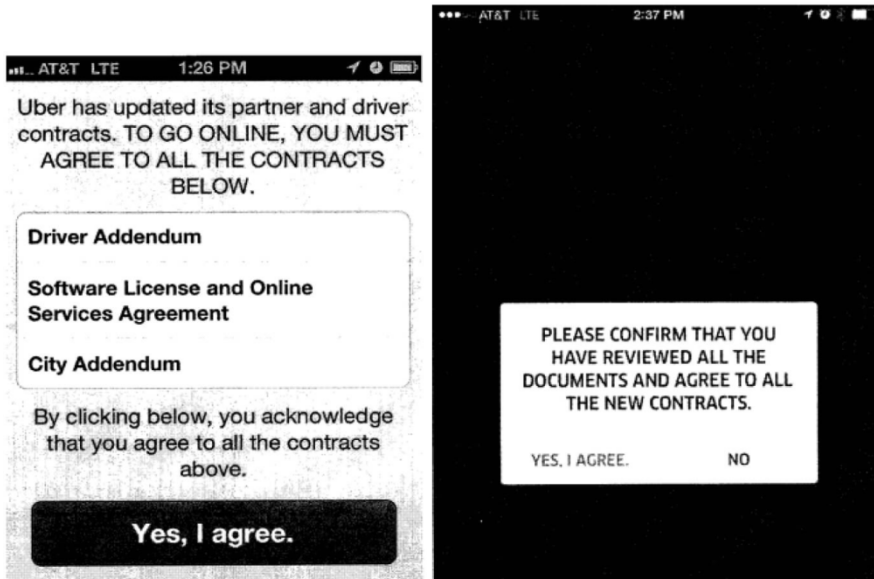 AT&T LTE 1:26 PM
Uber has updated its partner and driver
contracts. TO GO ONLINE, YOU MUST
AGREE TO ALL THE CONTRACTS
BELOW.
Driver Addendum
Software License and Online
Services Agreement
City Addendum
By clicking below, you acknowledge
that you agree to all the contracts
above.
Yes, I agree.
AT&T LTE 2:37 PM
PLEASE CONFIRM THAT YOU
HAVE REVIEWED ALL THE
DOCUMENTS AND AGREE TO ALL
THE NEW CONTRACTS.
YES, I AGREE. NO